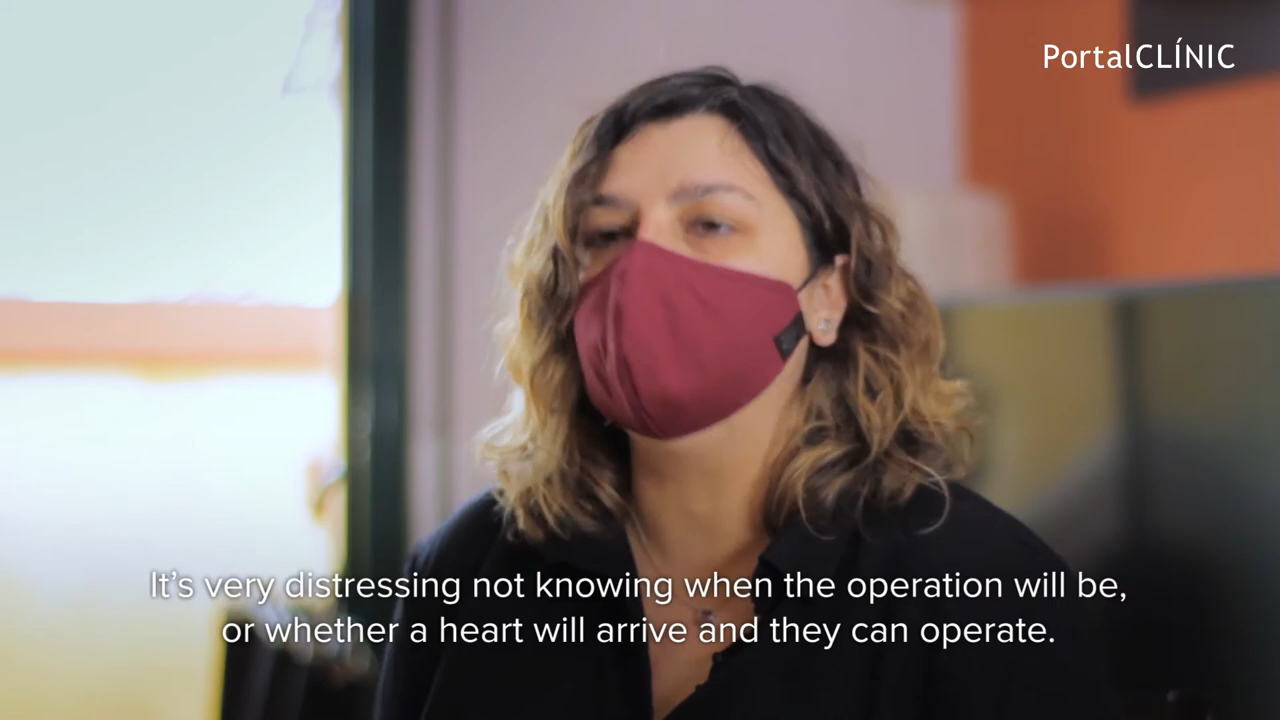 PortalCLÍNIC
It’s very distressing not knowing when the operation will be,
or whether a heart will arrive and they can operate.